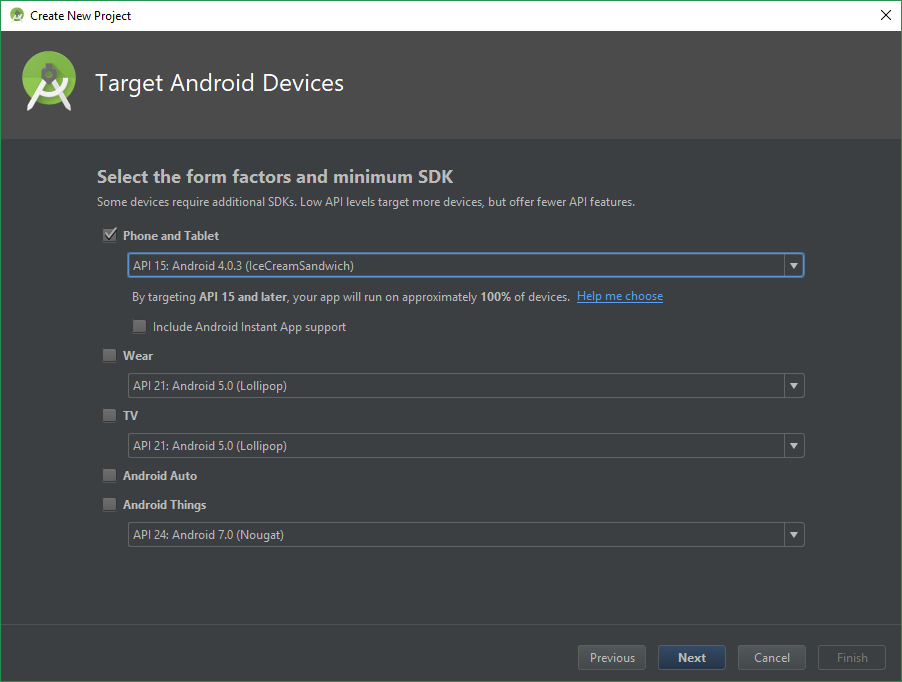 Create New Project
Target Android Devices
Select the form factors and minimum SDK
Some devices require additional SDKs. Low API levels target more devices, but offer fewer API features.
Phone and Tablet
API 15: Android 4.0.3 (IceCreamSandwich)
By targeting API 15 and later, your app will run on approximately 100% of devices. Help me choose
Include Android Instant App support
Wear
API 21: Android 5.0 (Lollipop)
TV
API 21: Android 5.0 (Lollipop)
Android Auto
Android Things
API 24: Android 7.0 (Nougat)
Previous Next Cancel Finish